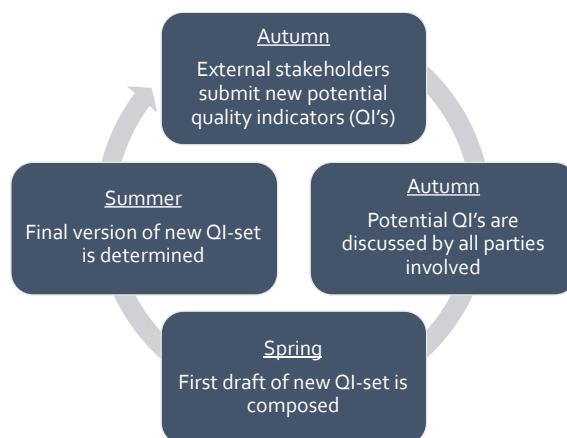 Autumn
External stakeholders
submit new potential
quality indicators (QI’s)
Autumn
Potential QI’s are
discussed by all parties
involved
Spring
First draft of new QI-set is
composed
Summer
Final version of new QI-set
is determined